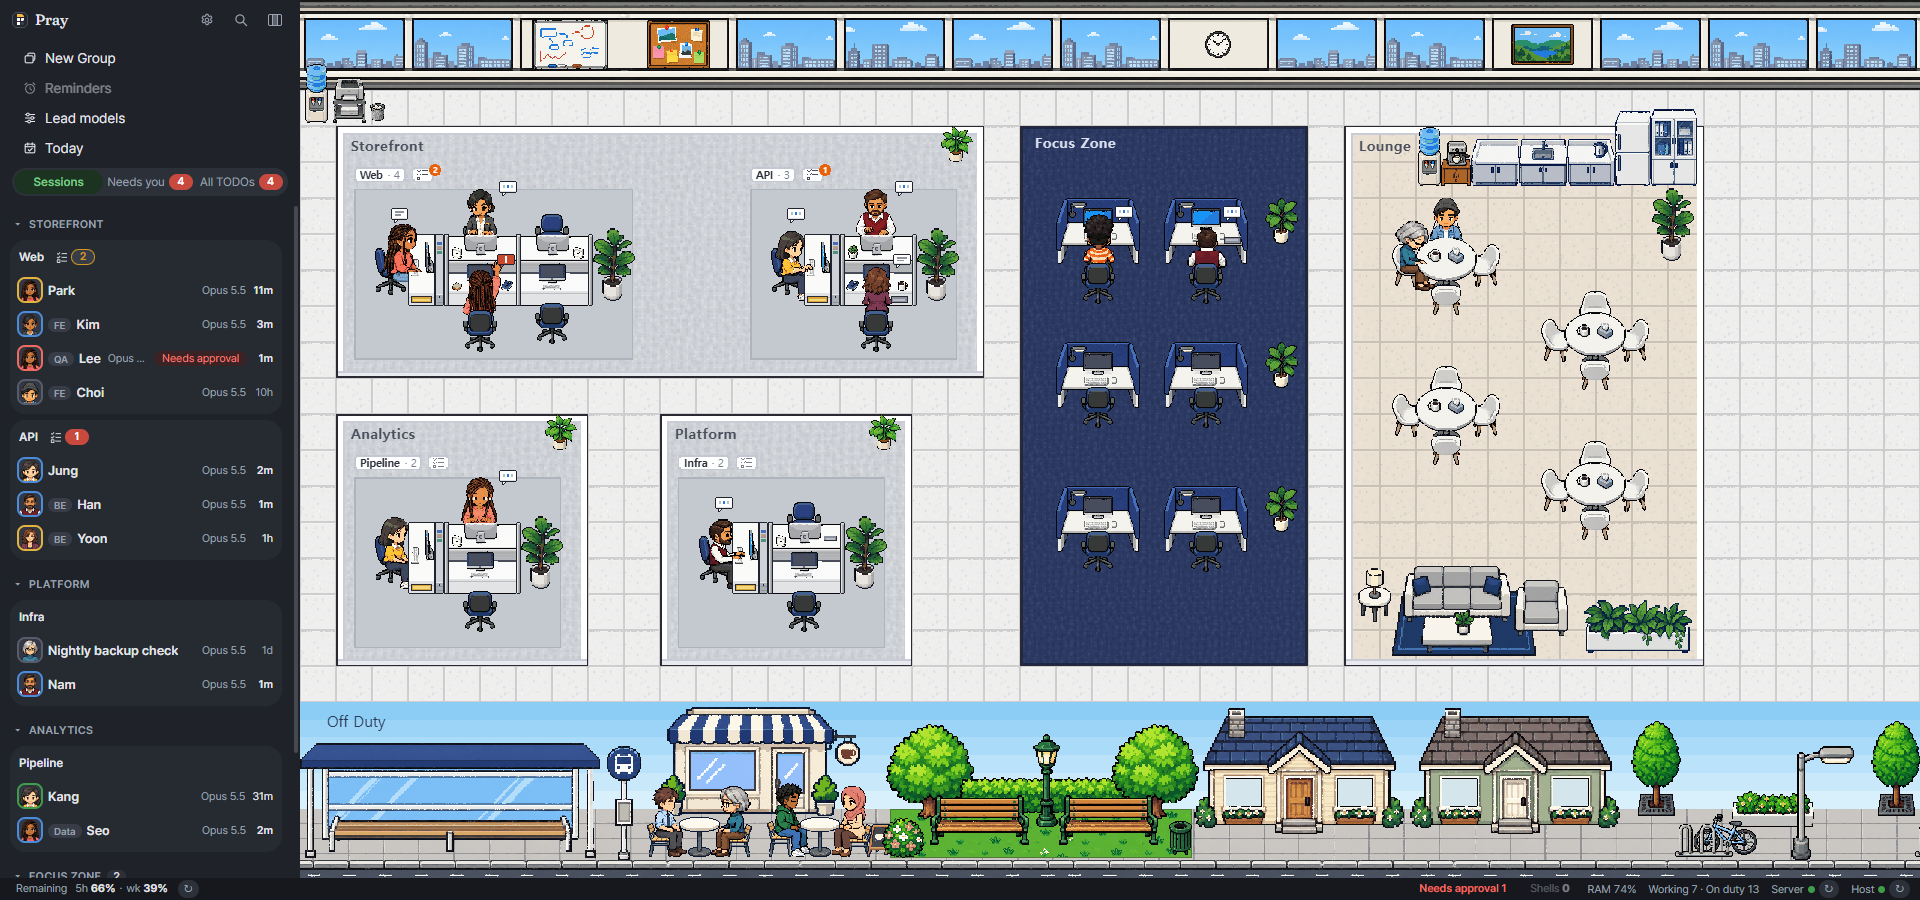 Pray
New Group
Reminders
Lead models
Today
Sessions
Needs you 4
All TODOs 4
STOREFRONT
Web 2
Park Opus 5.5 11m
FE Kim Opus 5.5 3m
QA Lee Opus ... Needs approval 1m
FE Choi Opus 5.5 10h
API 1
Jung Opus 5.5 2m
BE Han Opus 5.5 1m
BE Yoon Opus 5.5 1h
PLATFORM
Infra
Nightly backup check Opus 5.5 1d
Nam Opus 5.5 1m
ANALYTICS
Pipeline
Kang Opus 5.5 31m
Data Seo Opus 5.5 2m
FOCUS ZONE 2
Remaining 5h 66% · wk 39%
Storefront
Web · 4 2
API · 3 1
Focus Zone
Lounge
Analytics
Pipeline · 2
Platform
Infra · 2
Off Duty
Needs approval 1
Shells 0
RAM 74%
Working 7 · On duty 13
Server
Host